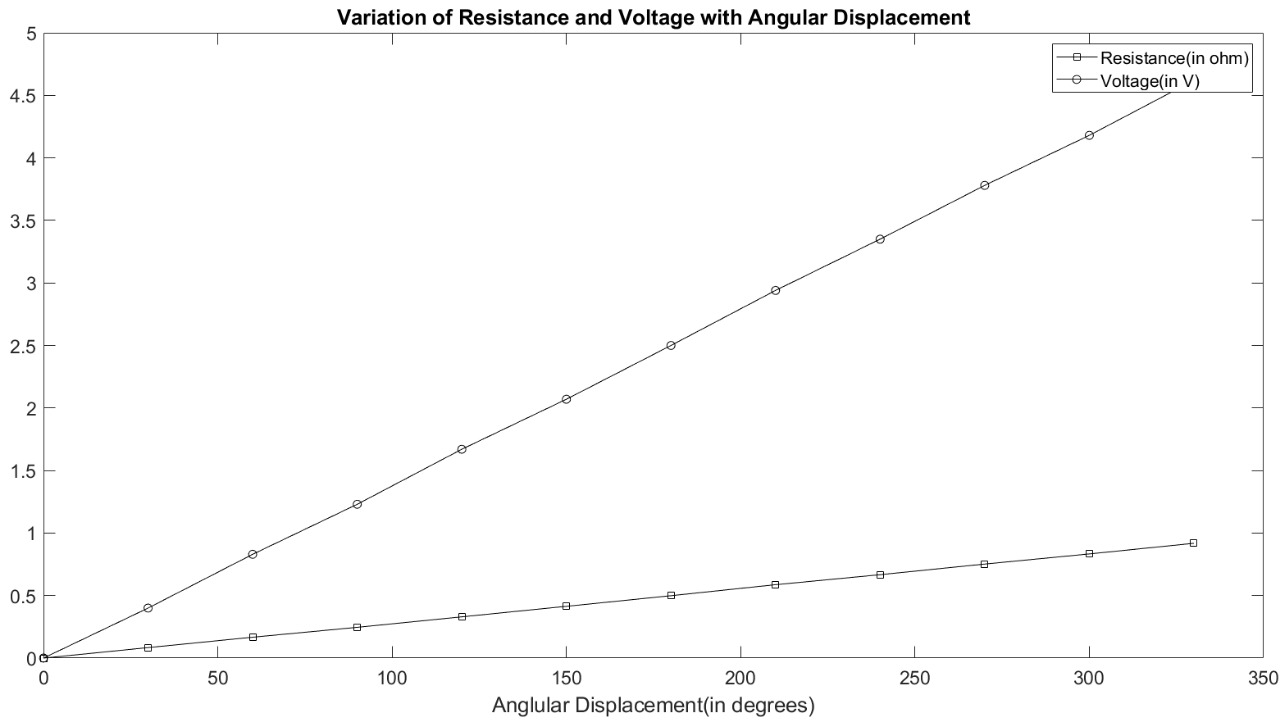 Variation of Resistance and Voltage with Angular Displacement
5
4.5
4
3.5
3
2.5
2
1.5
1
0.5
0
Resistance(in ohm)
Voltage(in V)
0 50 100 150 200 250 300 350
Anglular Displacement(in degrees)